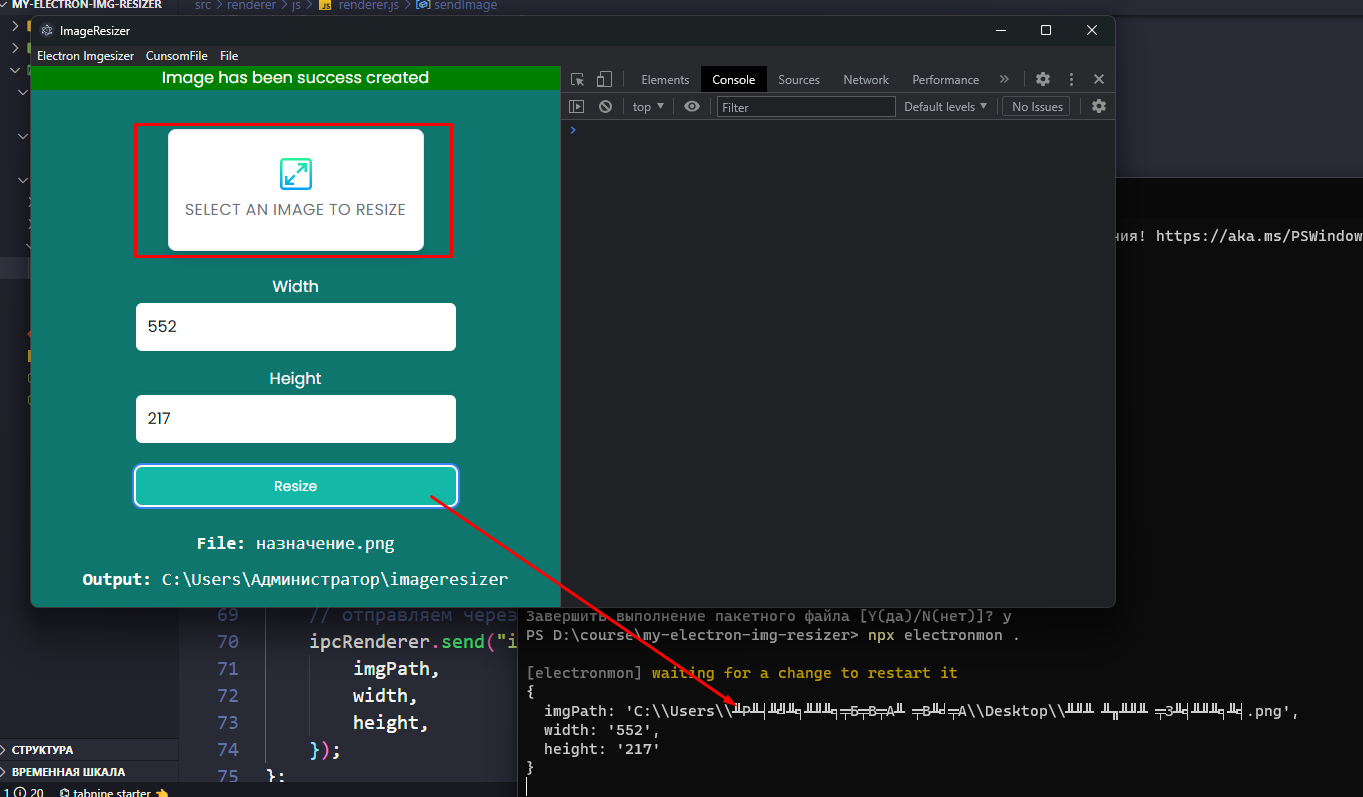 MY-ELECTRON-IMG-RESIZER
src > renderer > js > JS renderer.js > sendImage
ImageResizer
Electron Imgesizer CunsomFile File
Image has been success created
SELECT AN IMAGE TO RESIZE
Width
552
Height
217
Resize
File: назначение.png
Output: C:\Users\Администратор\imageresizer
Elements Console Sources Network Performance »
top Filter Default levels No Issues
ния! https://aka.ms/PSWindow
69 // отправляем через
70 ipcRenderer.send("i
71 imgPath,
72 width,
73 height,
74 });
75 };
СТРУКТУРА
ВРЕМЕННАЯ ШКАЛА
1 20 tabnine starter 👈
Завершить выполнение пакетного файла [Y(да)/N(нет)]? y
PS D:\course\my-electron-img-resizer> npx electronmon .
[electronmon] waiting for a change to restart it
{
imgPath: 'C:\\Users\\ \\Desktop\\ .png',
width: '552',
height: '217'
}